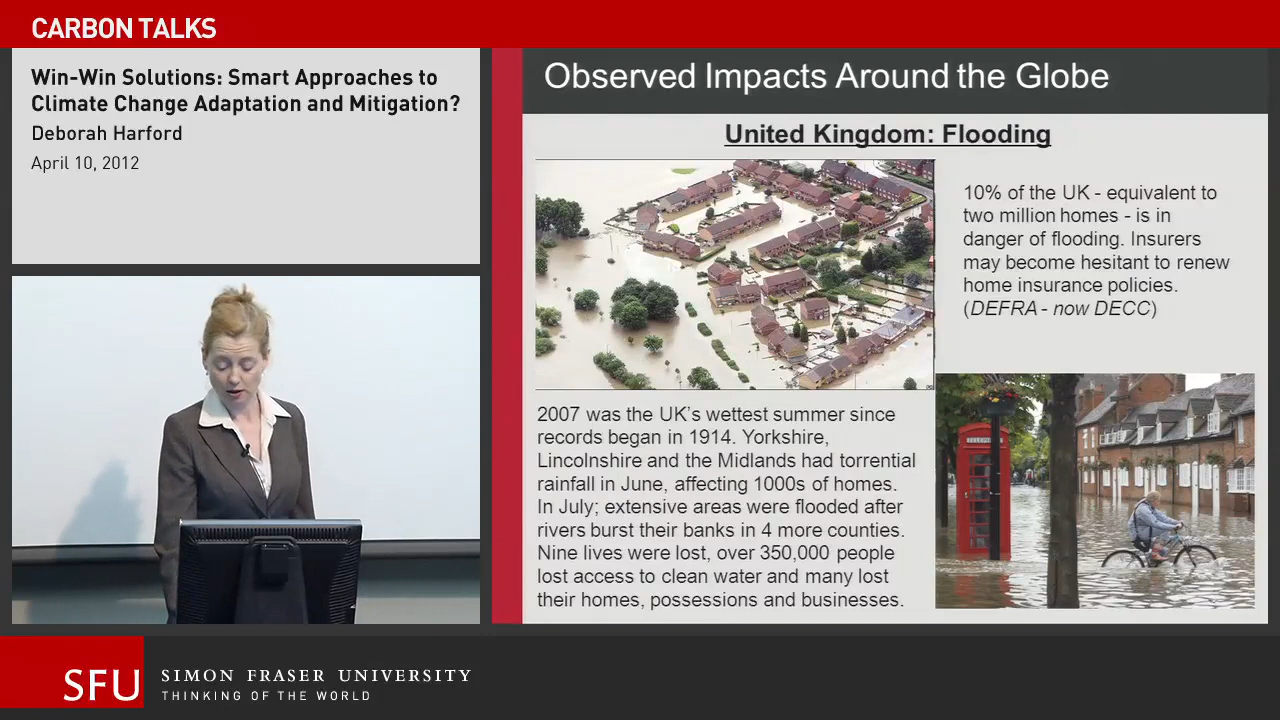 CARBON TALKS
Win-Win Solutions: Smart Approaches to
Climate Change Adaptation and Mitigation?
Deborah Harford
April 10, 2012
Observed Impacts Around the Globe
United Kingdom: Flooding
10% of the UK - equivalent to
two million homes - is in
danger of flooding. Insurers
may become hesitant to renew
home insurance policies.
(DEFRA - now DECC)
2007 was the UK's wettest summer since
records began in 1914. Yorkshire,
Lincolnshire and the Midlands had torrential
rainfall in June, affecting 1000s of homes.
In July; extensive areas were flooded after
rivers burst their banks in 4 more counties.
Nine lives were lost, over 350,000 people
lost access to clean water and many lost
their homes, possessions and businesses.
TELEPHONE
SFU
SIMON FRASER UNIVERSITY
THINKING OF THE WORLD